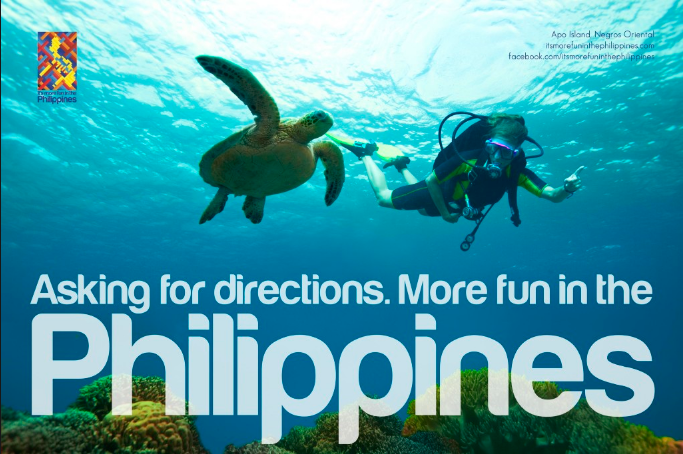 Philippines
Apo Island, Negros Oriental
itsmorefuninthephilippines.com
facebook.com/itsmorefuninthephilippines
Asking for directions. More fun in the
Philippines